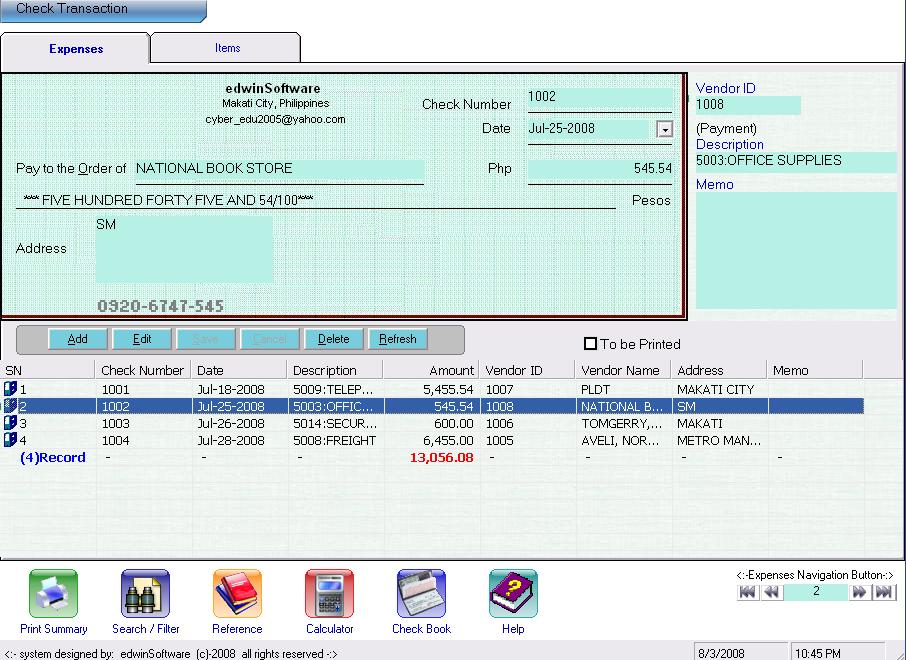 Check Transaction
Expenses
Items
edwinSoftware
Makati City, Philippines
cyber_edu2005@yahoo.com
Check Number 1002
Date Jul-25-2008
Pay to the Order of NATIONAL BOOK STORE Php 545.54
*** FIVE HUNDRED FORTY FIVE AND 54/100*** Pesos
Address SM
0920-6747-545
Vendor ID
1008
(Payment)
Description
5003:OFFICE SUPPLIES
Memo
Add Edit Save Cancel Delete Refresh To be Printed
SN Check Number Date Description Amount Vendor ID Vendor Name Address Memo
1 1001 Jul-18-2008 5009:TELEP... 5,455.54 1007 PLDT MAKATI CITY
2 1002 Jul-25-2008 5003:OFFIC... 545.54 1008 NATIONAL B... SM
3 1003 Jul-26-2008 5014:SECUR... 600.00 1006 TOMGERRY,... MAKATI
4 1004 Jul-28-2008 5008:FREIGHT 6,455.00 1005 AVELI, NOR... METRO MAN...
(4)Record - - - 13,056.08 - - - -
<:-Expenses Navigation Button-:>
2
Print Summary Search / Filter Reference Calculator Check Book Help
<:- system designed by: edwinSoftware (c)-2008 all rights reserved -:> 8/3/2008 10:45 PM